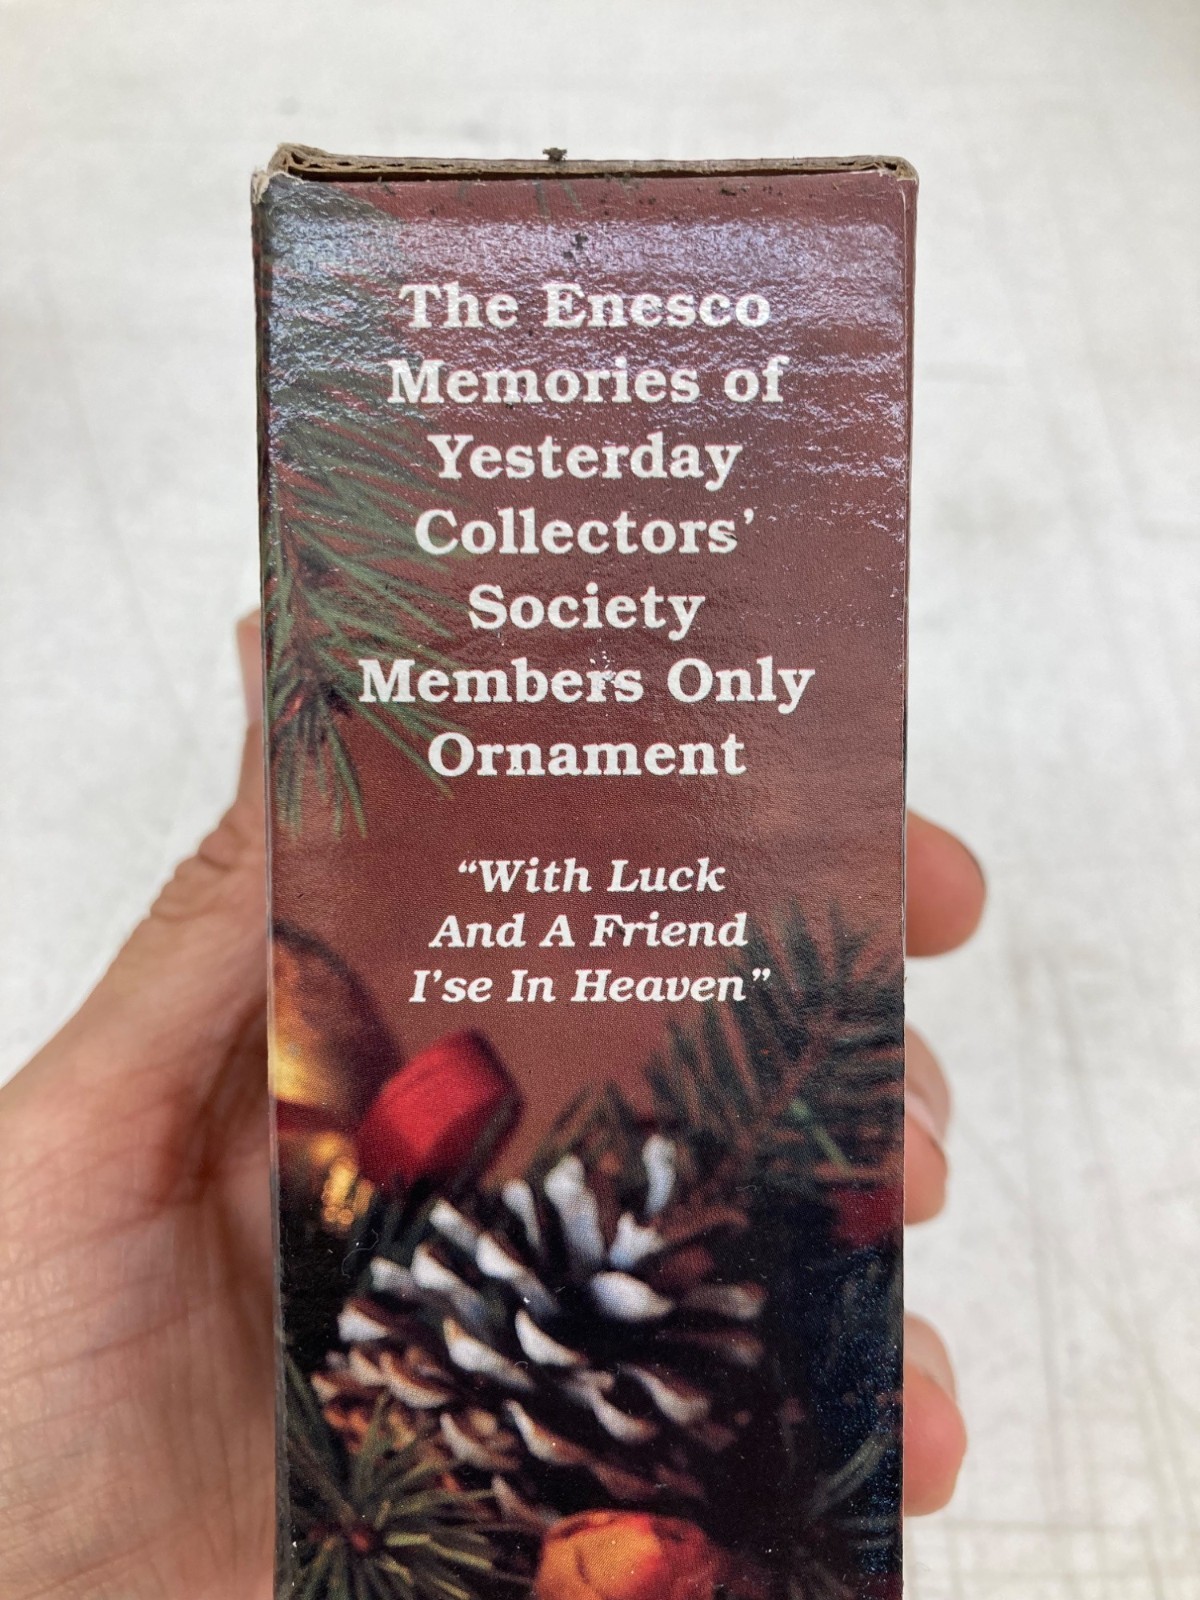 The Enesco
Memories of
Yesterday
Collectors’
Society
Members Only
Ornament
“With Luck
And A Friend
I’se In Heaven”